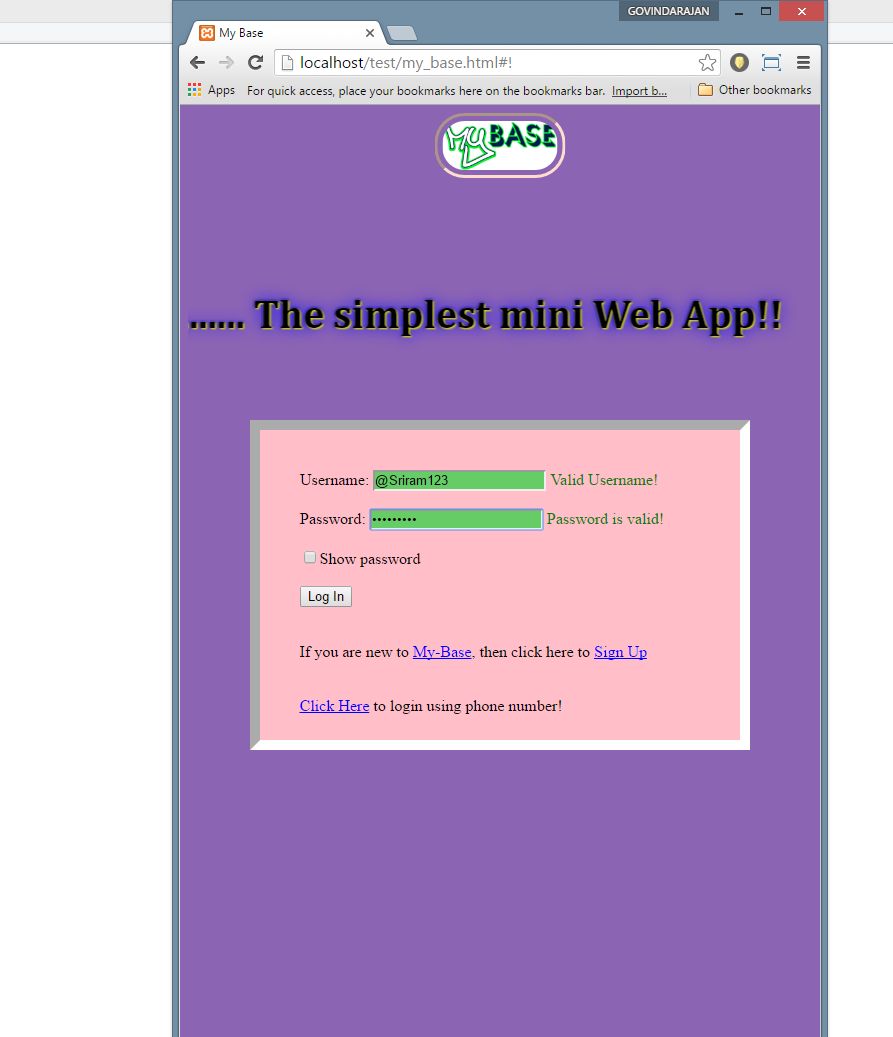 GOVINDARAJAN
My Base
localhost/test/my_base.html#!
Apps For quick access, place your bookmarks here on the bookmarks bar. Import b... Other bookmarks
My BASE
...... The simplest mini Web App!!
Username: @Sriram123 Valid Username!
Password: ••••••••• Password is valid!
Show password
Log In
If you are new to My-Base, then click here to Sign Up
Click Here to login using phone number!